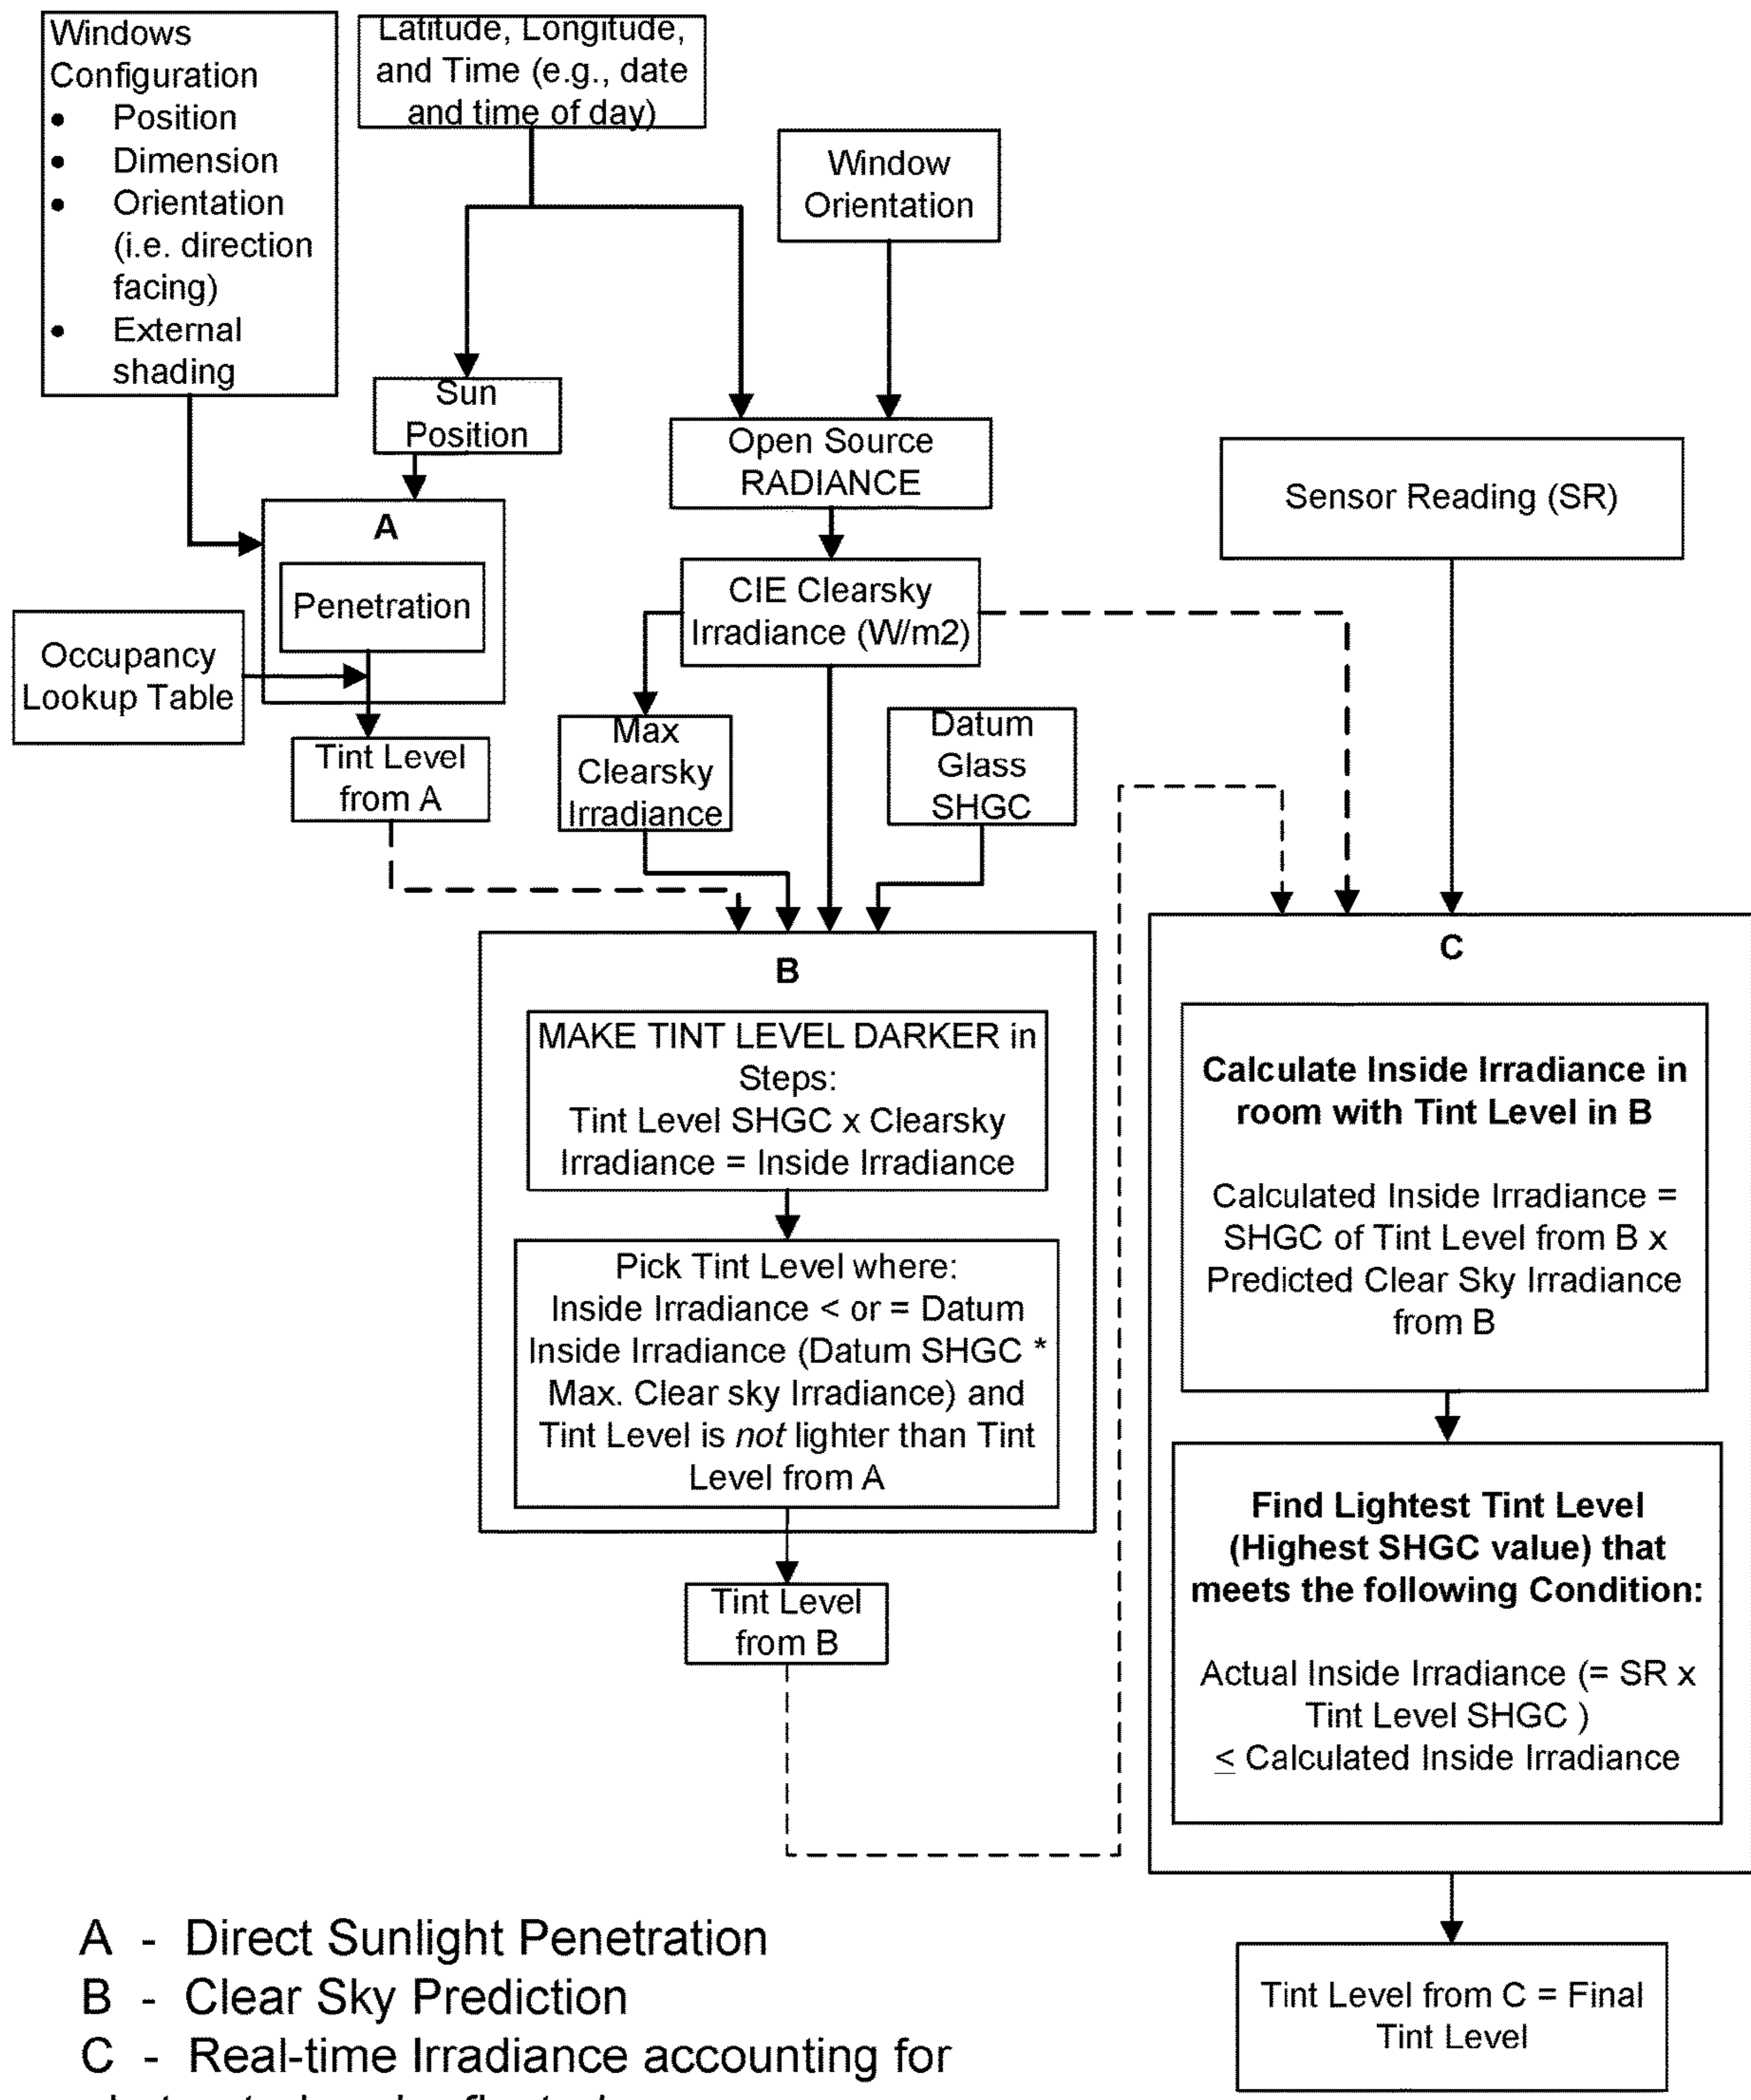 Windows
Configuration
• Position
• Dimension
• Orientation
(i.e. direction
facing)
• External
shading
Latitude, Longitude,
and Time (e.g., date
and time of day)
Window
Orientation
Sun
Position
Open Source
RADIANCE
Sensor Reading (SR)
A
Penetration
Occupancy
Lookup Table
CIE Clearsky
Irradiance (W/m2)
Tint Level
from A
Max
Clearsky
Irradiance
Datum
Glass
SHGC
B
MAKE TINT LEVEL DARKER in
Steps:
Tint Level SHGC x Clearsky
Irradiance = Inside Irradiance
Pick Tint Level where:
Inside Irradiance < or = Datum
Inside Irradiance (Datum SHGC *
Max. Clear sky Irradiance) and
Tint Level is not lighter than Tint
Level from A
Tint Level
from B
C
Calculate Inside Irradiance in
room with Tint Level in B
Calculated Inside Irradiance =
SHGC of Tint Level from B x
Predicted Clear Sky Irradiance
from B
Find Lightest Tint Level
(Highest SHGC value) that
meets the following Condition:
Actual Inside Irradiance (= SR x
Tint Level SHGC )
≤ Calculated Inside Irradiance
Tint Level from C = Final
Tint Level
A - Direct Sunlight Penetration
B - Clear Sky Prediction
C - Real-time Irradiance accounting for